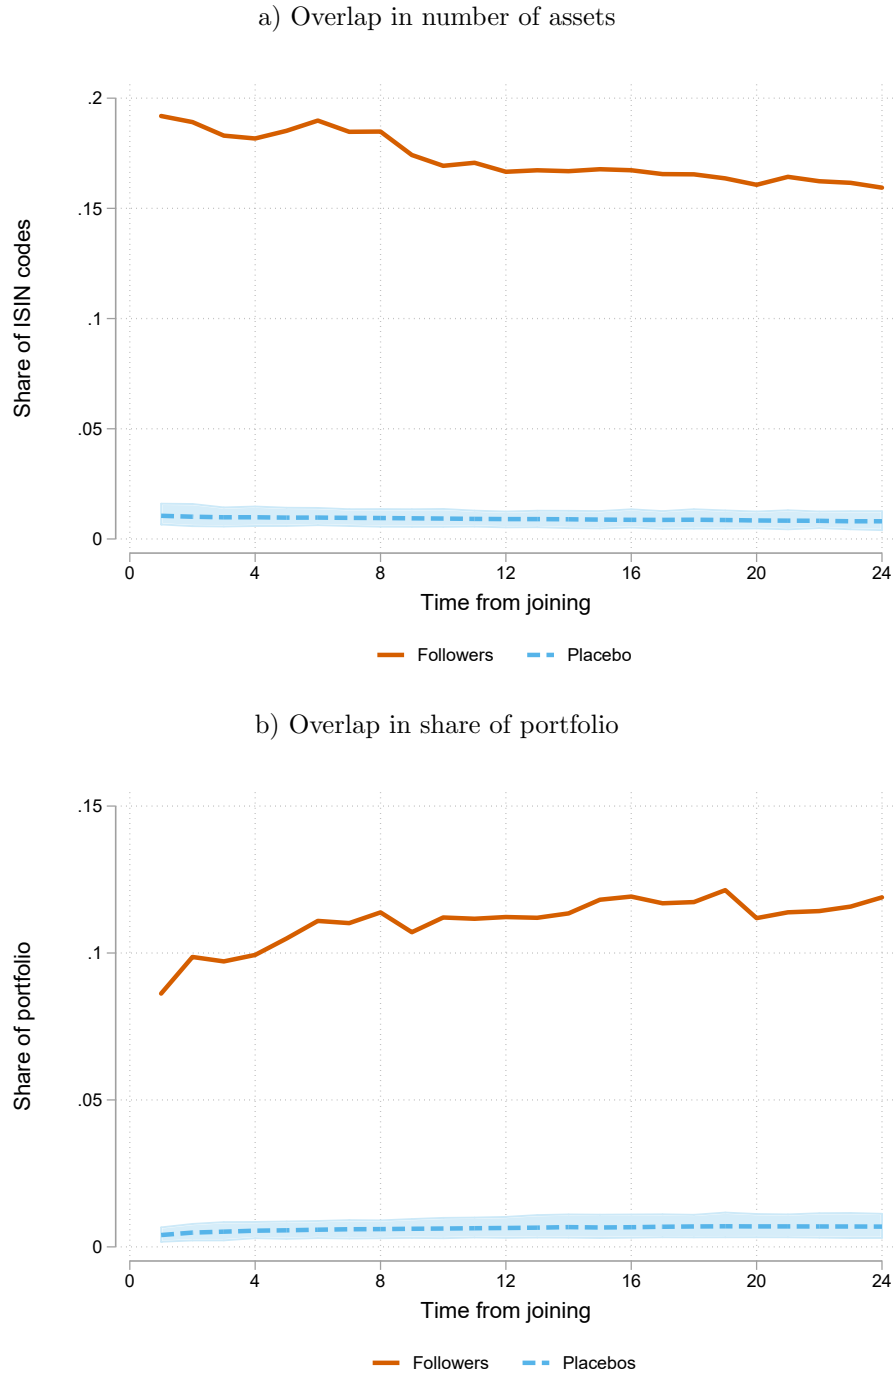 a) Overlap in number of assets
.2
.15
.1
.05
0
Share of ISIN codes
0 4 8 12 16 20 24
Time from joining
Followers Placebo
b) Overlap in share of portfolio
.15
.1
.05
0
Share of portfolio
0 4 8 12 16 20 24
Time from joining
Followers Placebos